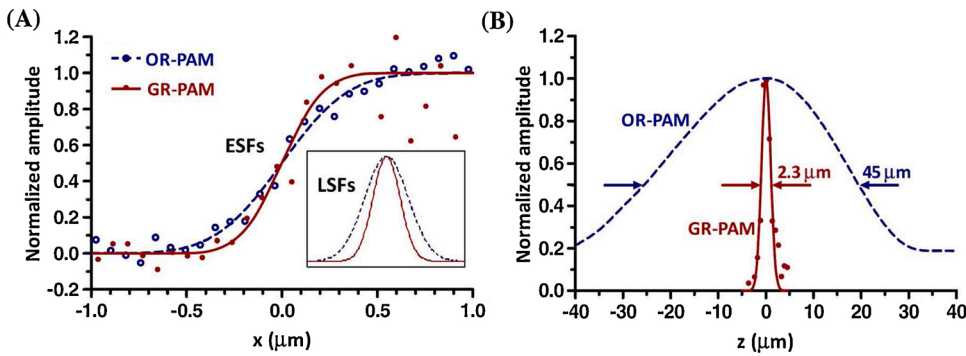 (A)
Normalized amplitude
1.2
1.0
0.8
0.6
0.4
0.2
0.0
-0.2
OR-PAM
GR-PAM
ESFs
LSFs
-1.0
-0.5
0.0
0.5
1.0
x (μm)
(B)
Normalized amplitude
1.2
1.0
0.8
0.6
0.4
0.2
0.0
OR-PAM
2.3 μm
45 μm
GR-PAM
-40
-30
-20
-10
0
10
20
30
40
z (μm)